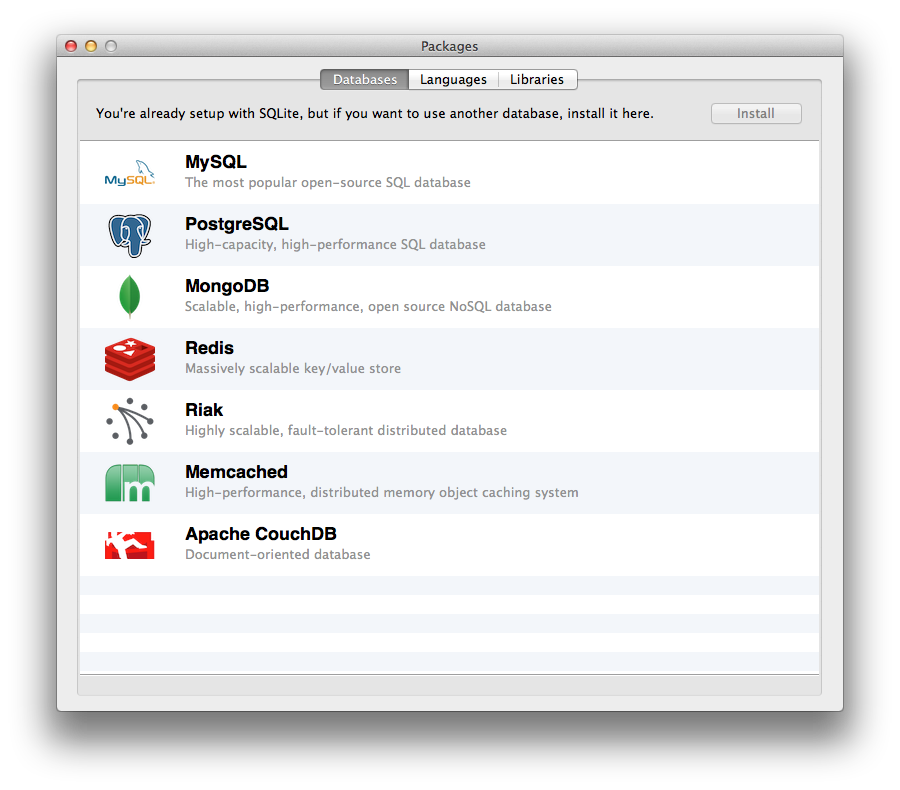 Packages
Databases Languages Libraries
You're already setup with SQLite, but if you want to use another database, install it here. Install
MySQL
MySQL.
The most popular open-source SQL database
PostgreSQL
High-capacity, high-performance SQL database
MongoDB
Scalable, high-performance, open source NoSQL database
Redis
Massively scalable key/value store
Riak
Highly scalable, fault-tolerant distributed database
Memcached
m
High-performance, distributed memory object caching system
Apache CouchDB
Document-oriented database